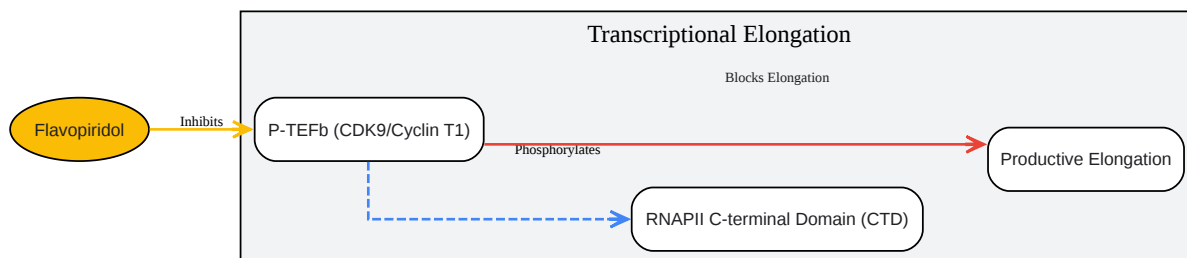 Transcriptional Elongation
Blocks Elongation
Flavopiridol
Inhibits
P-TEFb (CDK9/Cyclin T1)
Phosphorylates
Productive Elongation
RNAPII C-terminal Domain (CTD)